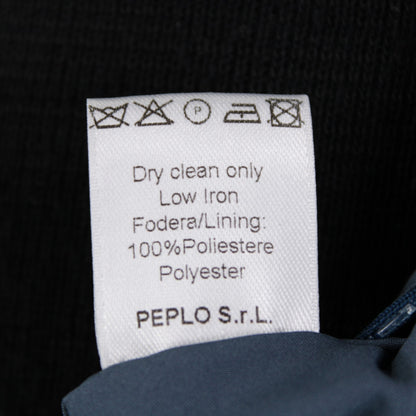 P
Dry clean only
Low Iron
Fodera/Lining:
100%Poliestere
Polyester
PEPLO S.r.L.